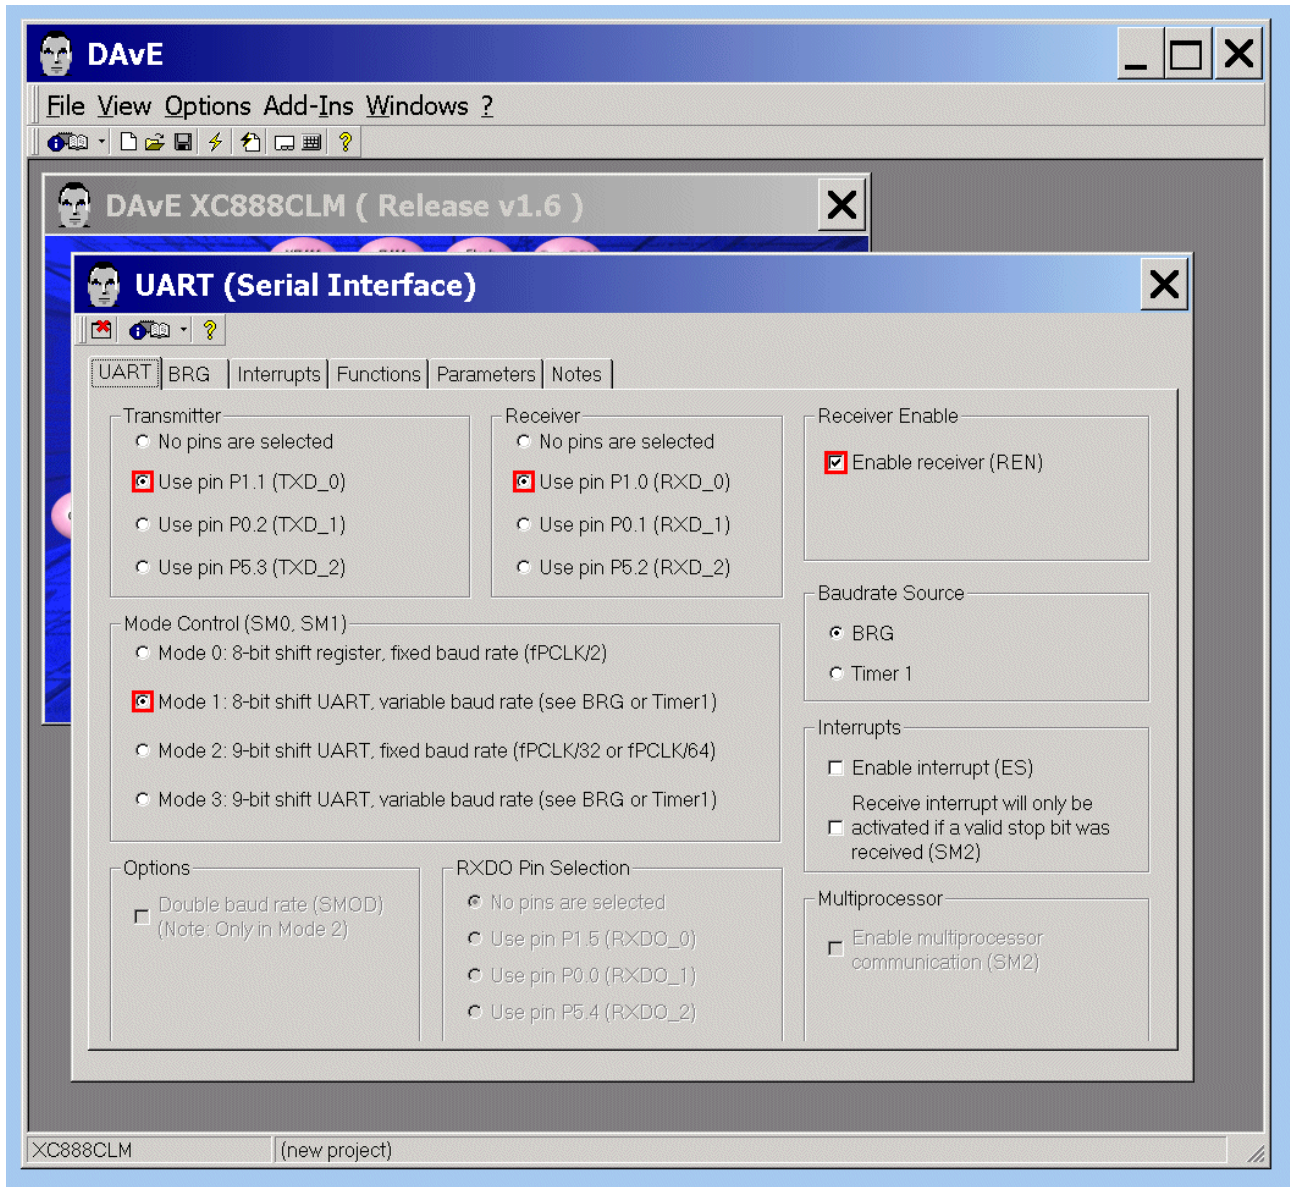 DAvE
File View Options Add-Ins Windows ?
DAvE XC888CLM ( Release v1.6 )
UART (Serial Interface)
UART BRG Interrupts Functions Parameters Notes
Transmitter
No pins are selected
Use pin P1.1 (TXD_0)
Use pin P0.2 (TXD_1)
Use pin P5.3 (TXD_2)
Receiver
No pins are selected
Use pin P1.0 (RXD_0)
Use pin P0.1 (RXD_1)
Use pin P5.2 (RXD_2)
Receiver Enable
Enable receiver (REN)
Mode Control (SM0, SM1)
Mode 0: 8-bit shift register, fixed baud rate (fPCLK/2)
Mode 1: 8-bit shift UART, variable baud rate (see BRG or Timer1)
Mode 2: 9-bit shift UART, fixed baud rate (fPCLK/32 or fPCLK/64)
Mode 3: 9-bit shift UART, variable baud rate (see BRG or Timer1)
Baudrate Source
BRG
Timer 1
Interrupts
Enable interrupt (ES)
Receive interrupt will only be
activated if a valid stop bit was
received (SM2)
Options
Double baud rate (SMOD)
(Note: Only in Mode 2)
RXDO Pin Selection
No pins are selected
Use pin P1.5 (RXDO_0)
Use pin P0.0 (RXDO_1)
Use pin P5.4 (RXDO_2)
Multiprocessor
Enable multiprocessor
communication (SM2)
XC888CLM
(new project)